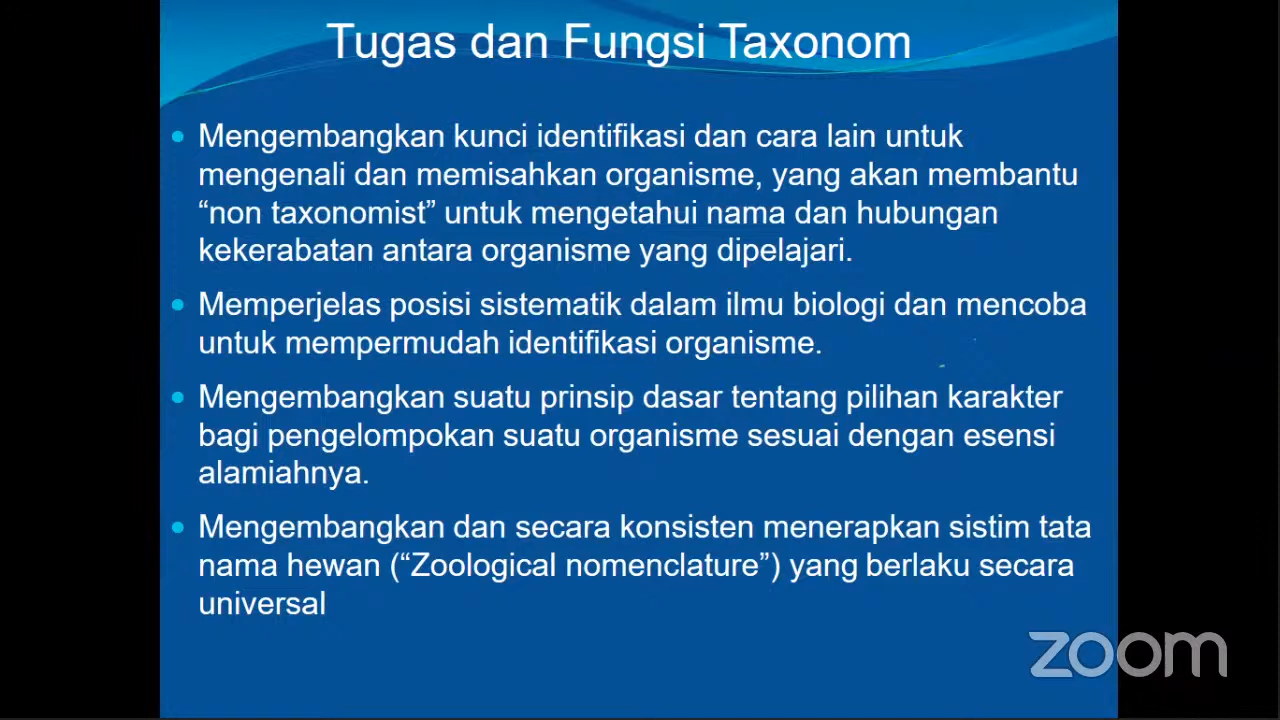 Tugas dan Fungsi Taxonom
Mengembangkan kunci identifikasi dan cara lain untuk
mengenali dan memisahkan organisme, yang akan membantu
“non taxonomist” untuk mengetahui nama dan hubungan
kekerabatan antara organisme yang dipelajari.
Memperjelas posisi sistematik dalam ilmu biologi dan mencoba
untuk mempermudah identifikasi organisme.
Mengembangkan suatu prinsip dasar tentang pilihan karakter
bagi pengelompokan suatu organisme sesuai dengan esensi
alamiahnya.
Mengembangkan dan secara konsisten menerapkan sistim tata
nama hewan (“Zoological nomenclature”) yang berlaku secara
universal
zoom